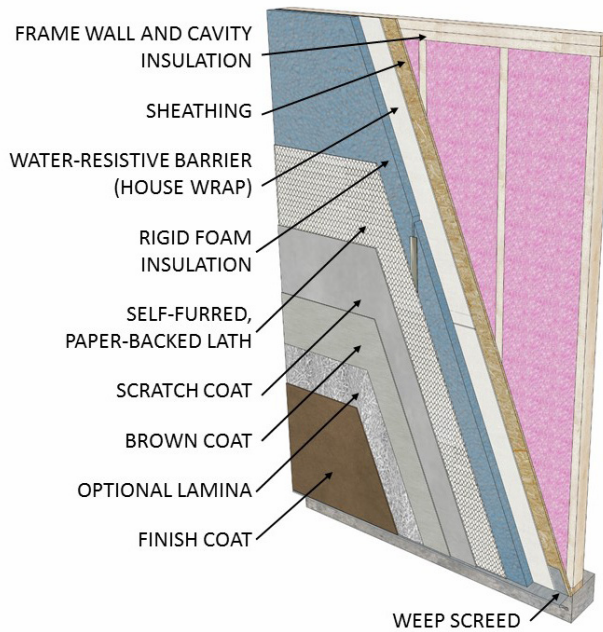 FRAME WALL AND CAVITY
INSULATION
SHEATHING
WATER-RESISTIVE BARRIER
(HOUSE WRAP)
RIGID FOAM
INSULATION
SELF-FURRED,
PAPER-BACKED LATH
SCRATCH COAT
BROWN COAT
OPTIONAL LAMINA
FINISH COAT
WEEP SCREED